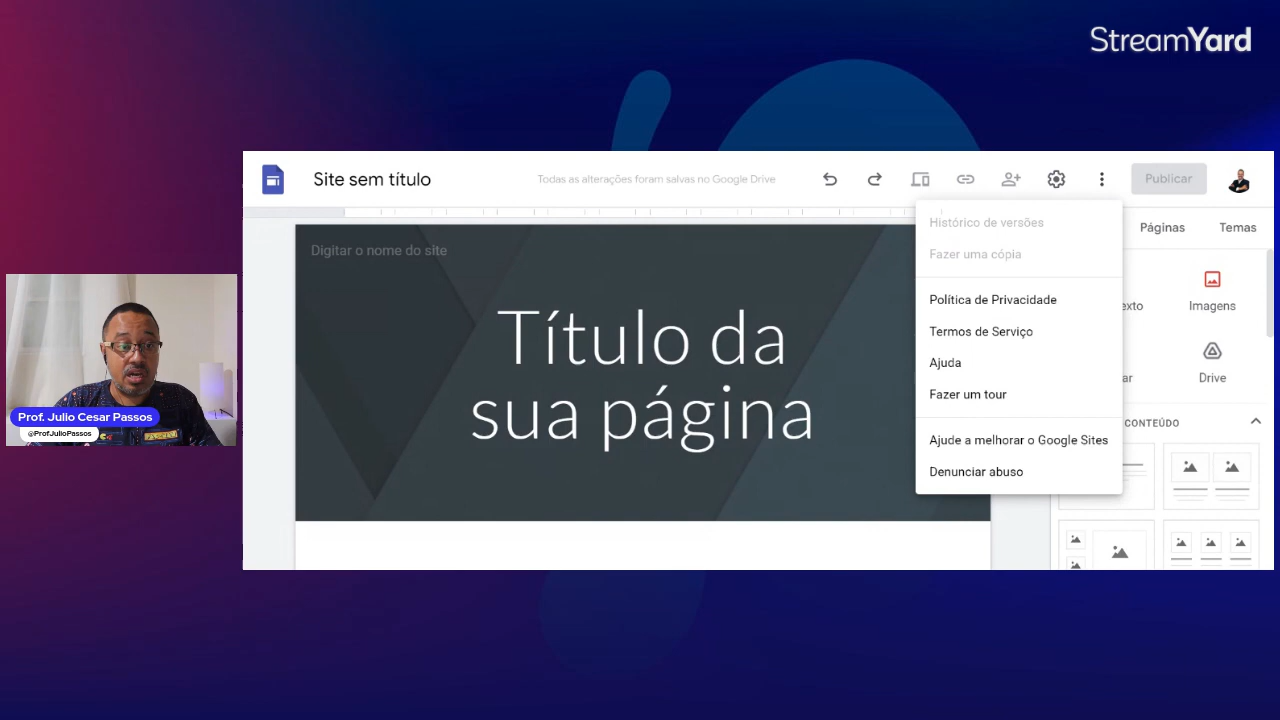 StreamYard
Site sem título
Todas as alterações foram salvas no Google Drive
Publicar
Digitar o nome do site
Título da
sua página
Histórico de versões
Fazer uma cópia
Política de Privacidade
Termos de Serviço
Ajuda
Fazer um tour
Ajude a melhorar o Google Sites
Denunciar abuso
Páginas
Temas
exto
Imagens
ar
Drive
CONTEÚDO
Prof. Julio Cesar Passos
@ProfJulioPassos